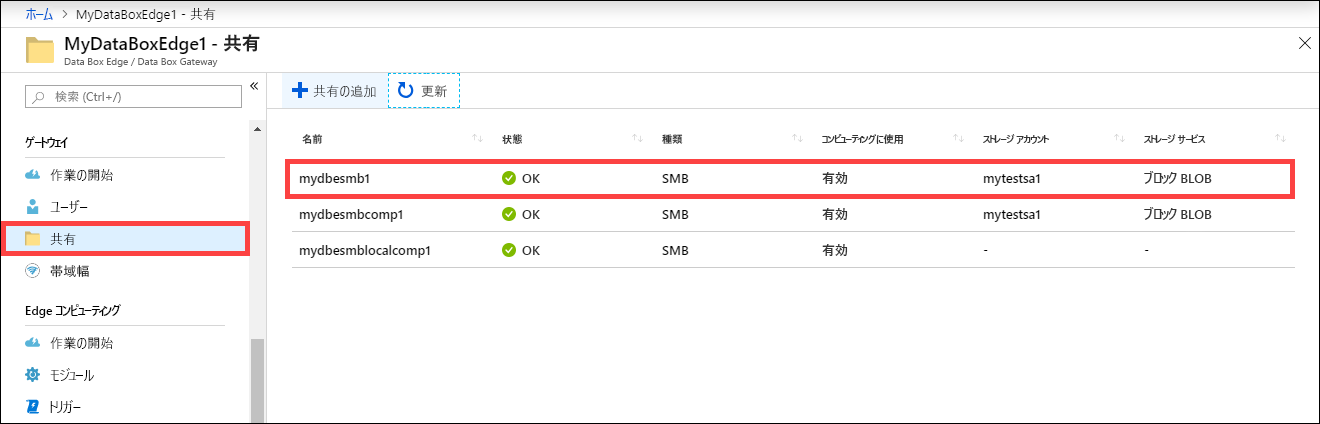 ホーム > MyDataBoxEdge1 - 共有
MyDataBoxEdge1 - 共有
Data Box Edge / Data Box Gateway
検索 (Ctrl+/)
ゲートウェイ
作業の開始
ユーザー
共有
帯域幅
Edge コンピューティング
作業の開始
モジュール
トリガー
共有の追加 更新
名前 状態 種類 コンピューティングに使用 ストレージ アカウント ストレージ サービス
mydbesmb1 OK SMB 有効 mytestsa1 ブロック BLOB
mydbesmbcomp1 OK SMB 有効 mytestsa1 ブロック BLOB
mydbesmblocalcomp1 OK SMB 有効 - -